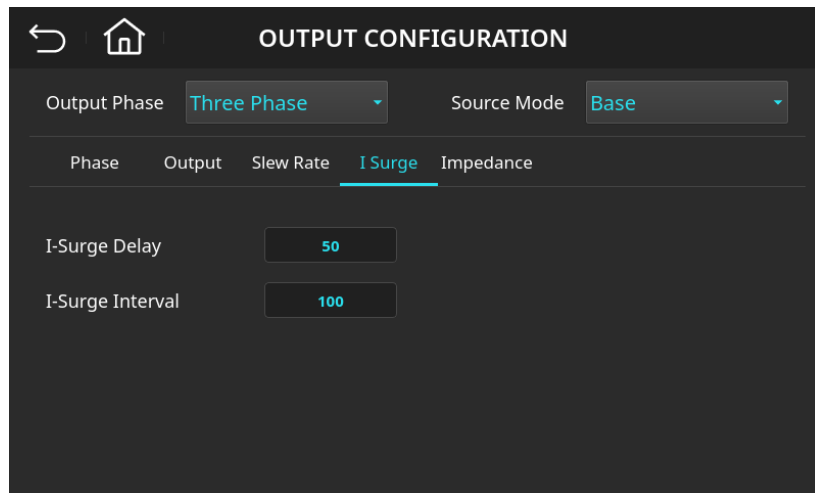 OUTPUT CONFIGURATION
Output Phase Three Phase Source Mode Base
Phase Output Slew Rate I Surge Impedance
I-Surge Delay 50
I-Surge Interval 100